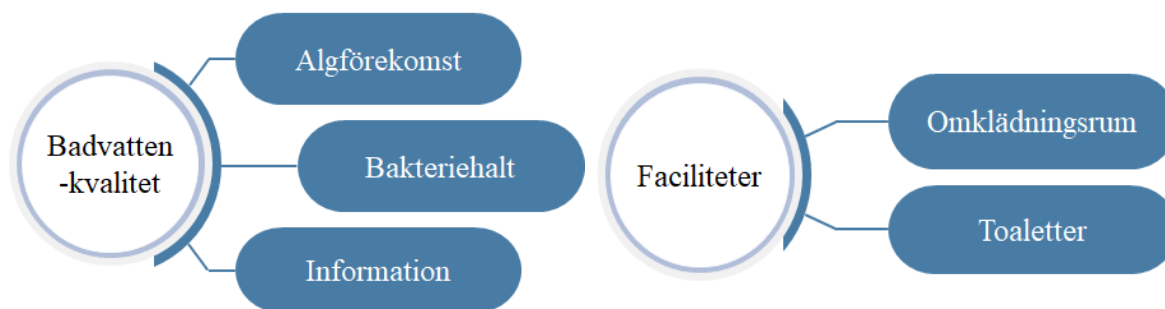 Badvatten
-kvalitet
Algförekomst
Bakteriehalt
Information
Faciliteter
Omklädningsrum
Toaletter